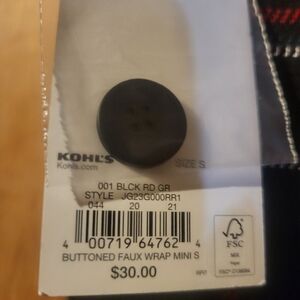 KOHL'S
Kohls.com
SIZE S
001 BLCK RD GR
STYLE JG23G000RR1
044 20 21
4 00719 64762 4
BUTTONED FAUX WRAP MINI S
$30.00
FSC
MIX